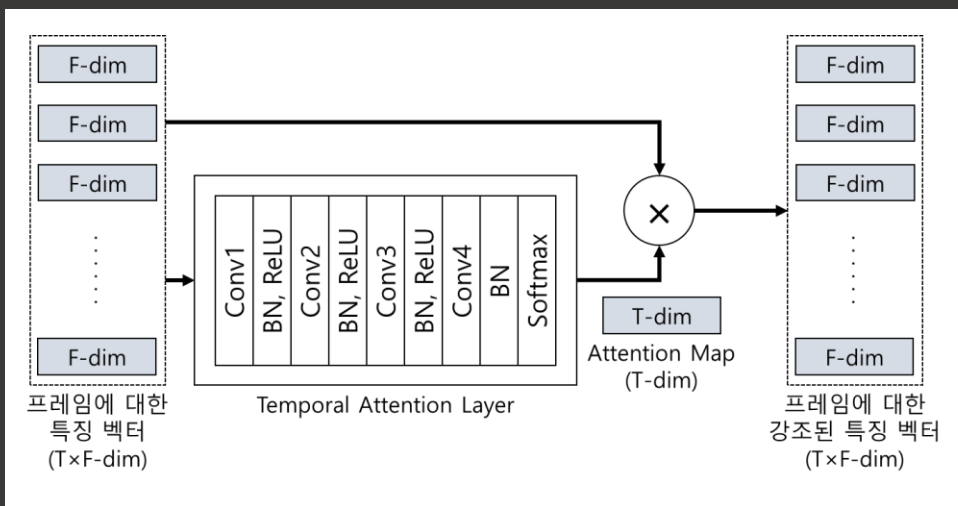 F-dim
F-dim
F-dim
F-dim
프레임에 대한
특징 벡터
(T×F-dim)
Conv1
BN, ReLU
Conv2
BN, ReLU
Conv3
BN, ReLU
Conv4
BN
Softmax
Temporal Attention Layer
×
T-dim
Attention Map
(T-dim)
F-dim
F-dim
F-dim
F-dim
프레임에 대한
강조된 특징 벡터
(T×F-dim)